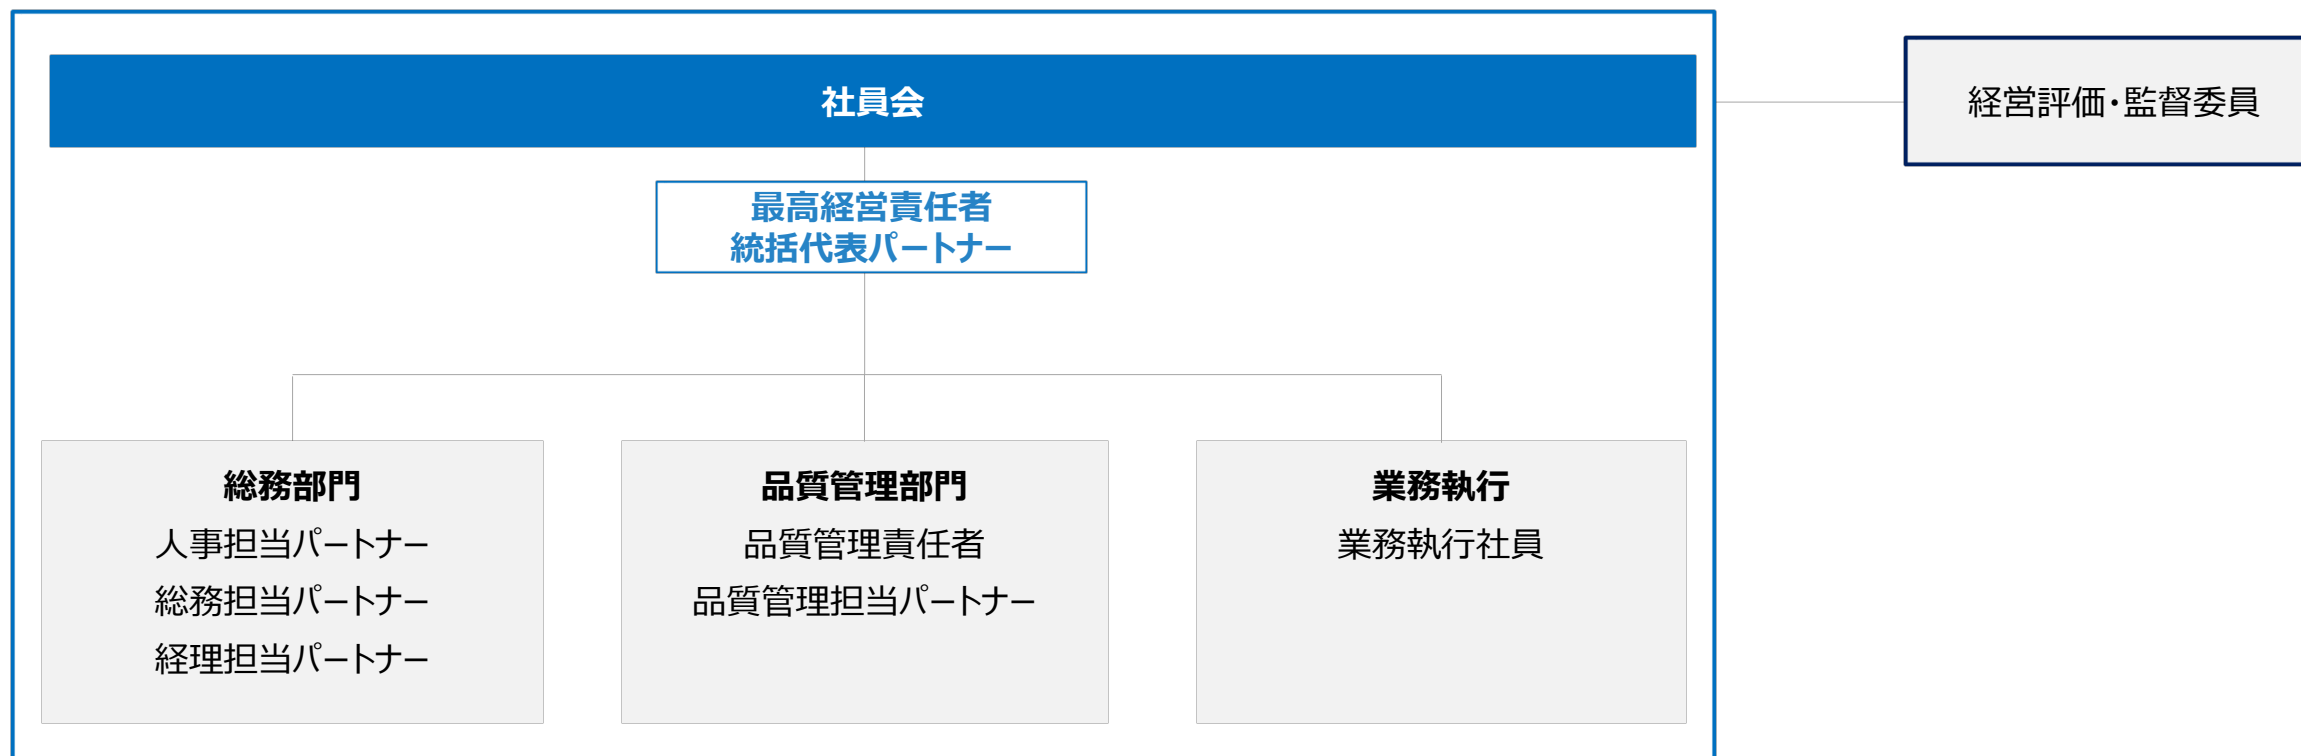 社員会
経営評価・監督委員
最高経営責任者
統括代表パートナー
総務部門
人事担当パートナー
総務担当パートナー
経理担当パートナー
品質管理部門
品質管理責任者
品質管理担当パートナー
業務執行
業務執行社員